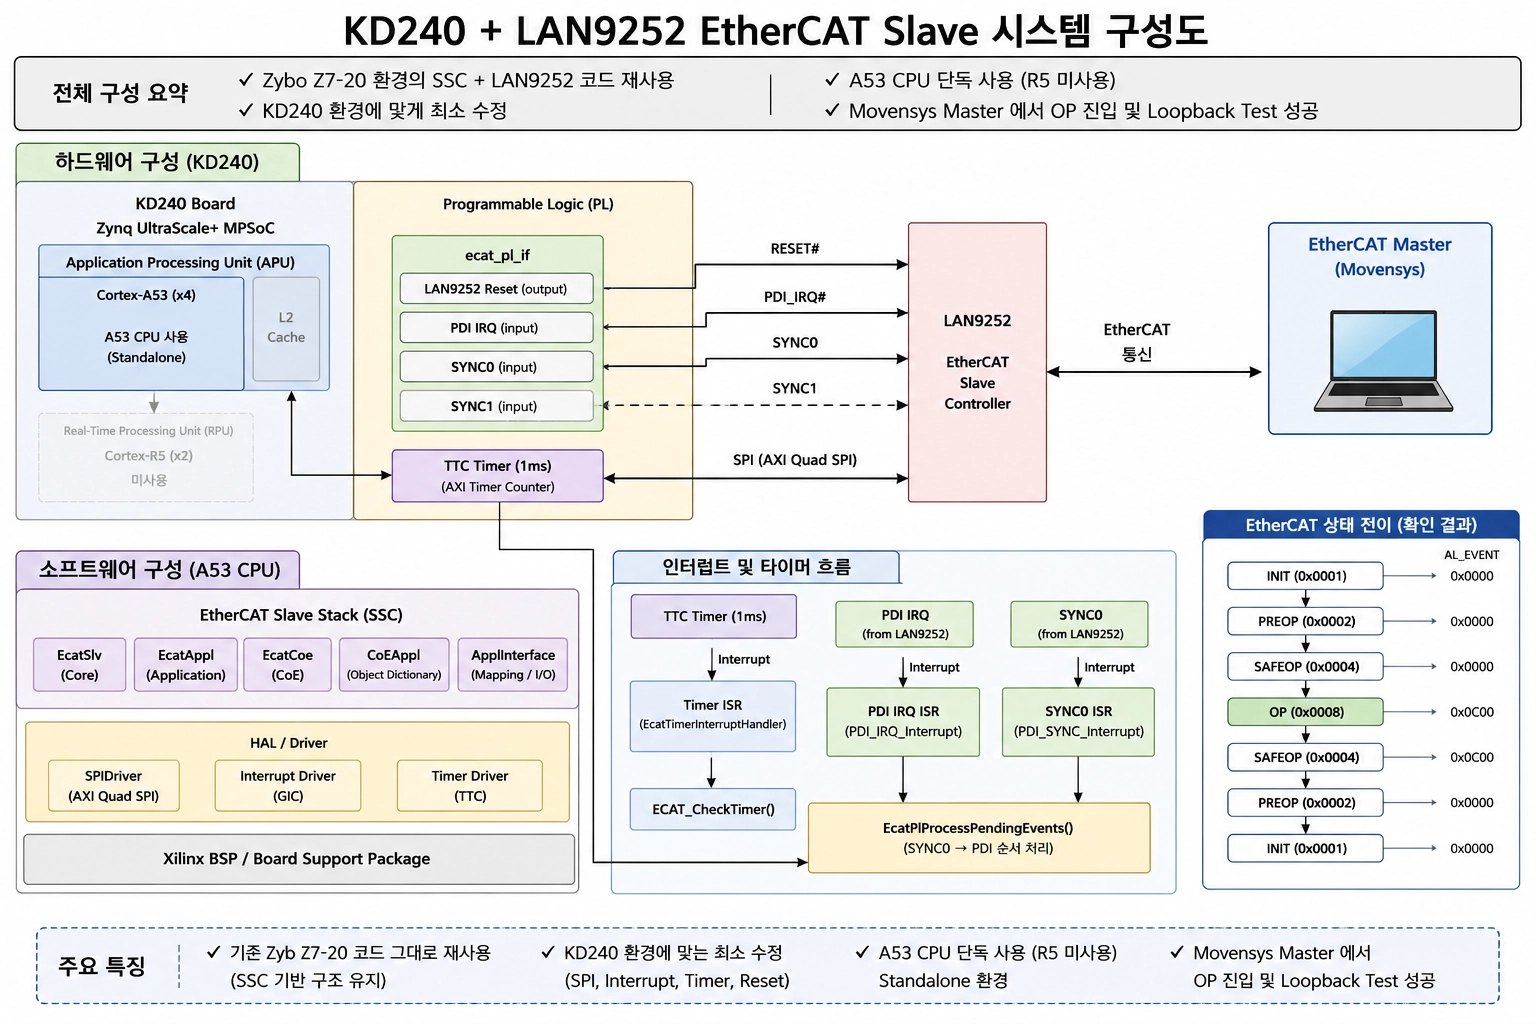 KD240 + LAN9252 EtherCAT Slave 시스템 구성도
전체 구성 요약
✓ Zybo Z7-20 환경의 SSC + LAN9252 코드 재사용
✓ KD240 환경에 맞게 최소 수정
✓ A53 CPU 단독 사용 (R5 미사용)
✓ Movensys Master 에서 OP 진입 및 Loopback Test 성공
하드웨어 구성 (KD240)
KD240 Board
Zynq UltraScale+ MPSoC
Application Processing Unit (APU)
Cortex-A53 (x4)
A53 CPU 사용
(Standalone)
L2
Cache
Real-Time Processing Unit (RPU)
Cortex-R5 (x2)
미사용
Programmable Logic (PL)
ecat_pl_if
LAN9252 Reset (output)
PDI IRQ (input)
SYNC0 (input)
SYNC1 (input)
TTC Timer (1ms)
(AXI Timer Counter)
RESET#
PDI_IRQ#
SYNC0
SYNC1
SPI (AXI Quad SPI)
LAN9252
EtherCAT
Slave
Controller
EtherCAT
통신
EtherCAT Master
(Movensys)
소프트웨어 구성 (A53 CPU)
EtherCAT Slave Stack (SSC)
EcatSlv
(Core)
EcatAppl
(Application)
EcatCoe
(CoE)
CoEAppl
(Object Dictionary)
ApplInterface
(Mapping / I/O)
HAL / Driver
SPIDriver
(AXI Quad SPI)
Interrupt Driver
(GIC)
Timer Driver
(TTC)
Xilinx BSP / Board Support Package
인터럽트 및 타이머 흐름
TTC Timer (1ms)
Interrupt
Timer ISR
(EcatTimerInterruptHandler)
ECAT_CheckTimer()
PDI IRQ
(from LAN9252)
Interrupt
PDI IRQ ISR
(PDI_IRQ_Interrupt)
SYNC0
(from LAN9252)
Interrupt
SYNC0 ISR
(PDI_SYNC_Interrupt)
EcatPlProcessPendingEvents()
(SYNC0 → PDI 순서 처리)
EtherCAT 상태 전이 (확인 결과)
AL_EVENT
INIT (0x0001) 0x0000
PREOP (0x0002) 0x0000
SAFEOP (0x0004) 0x0000
OP (0x0008) 0x0C00
SAFEOP (0x0004) 0x0C00
PREOP (0x0002) 0x0000
INIT (0x0001) 0x0000
주요 특징
✓ 기존 Zyb Z7-20 코드 그대로 재사용
(SSC 기반 구조 유지)
✓ KD240 환경에 맞는 최소 수정
(SPI, Interrupt, Timer, Reset)
✓ A53 CPU 단독 사용 (R5 미사용)
Standalone 환경
✓ Movensys Master 에서
OP 진입 및 Loopback Test 성공